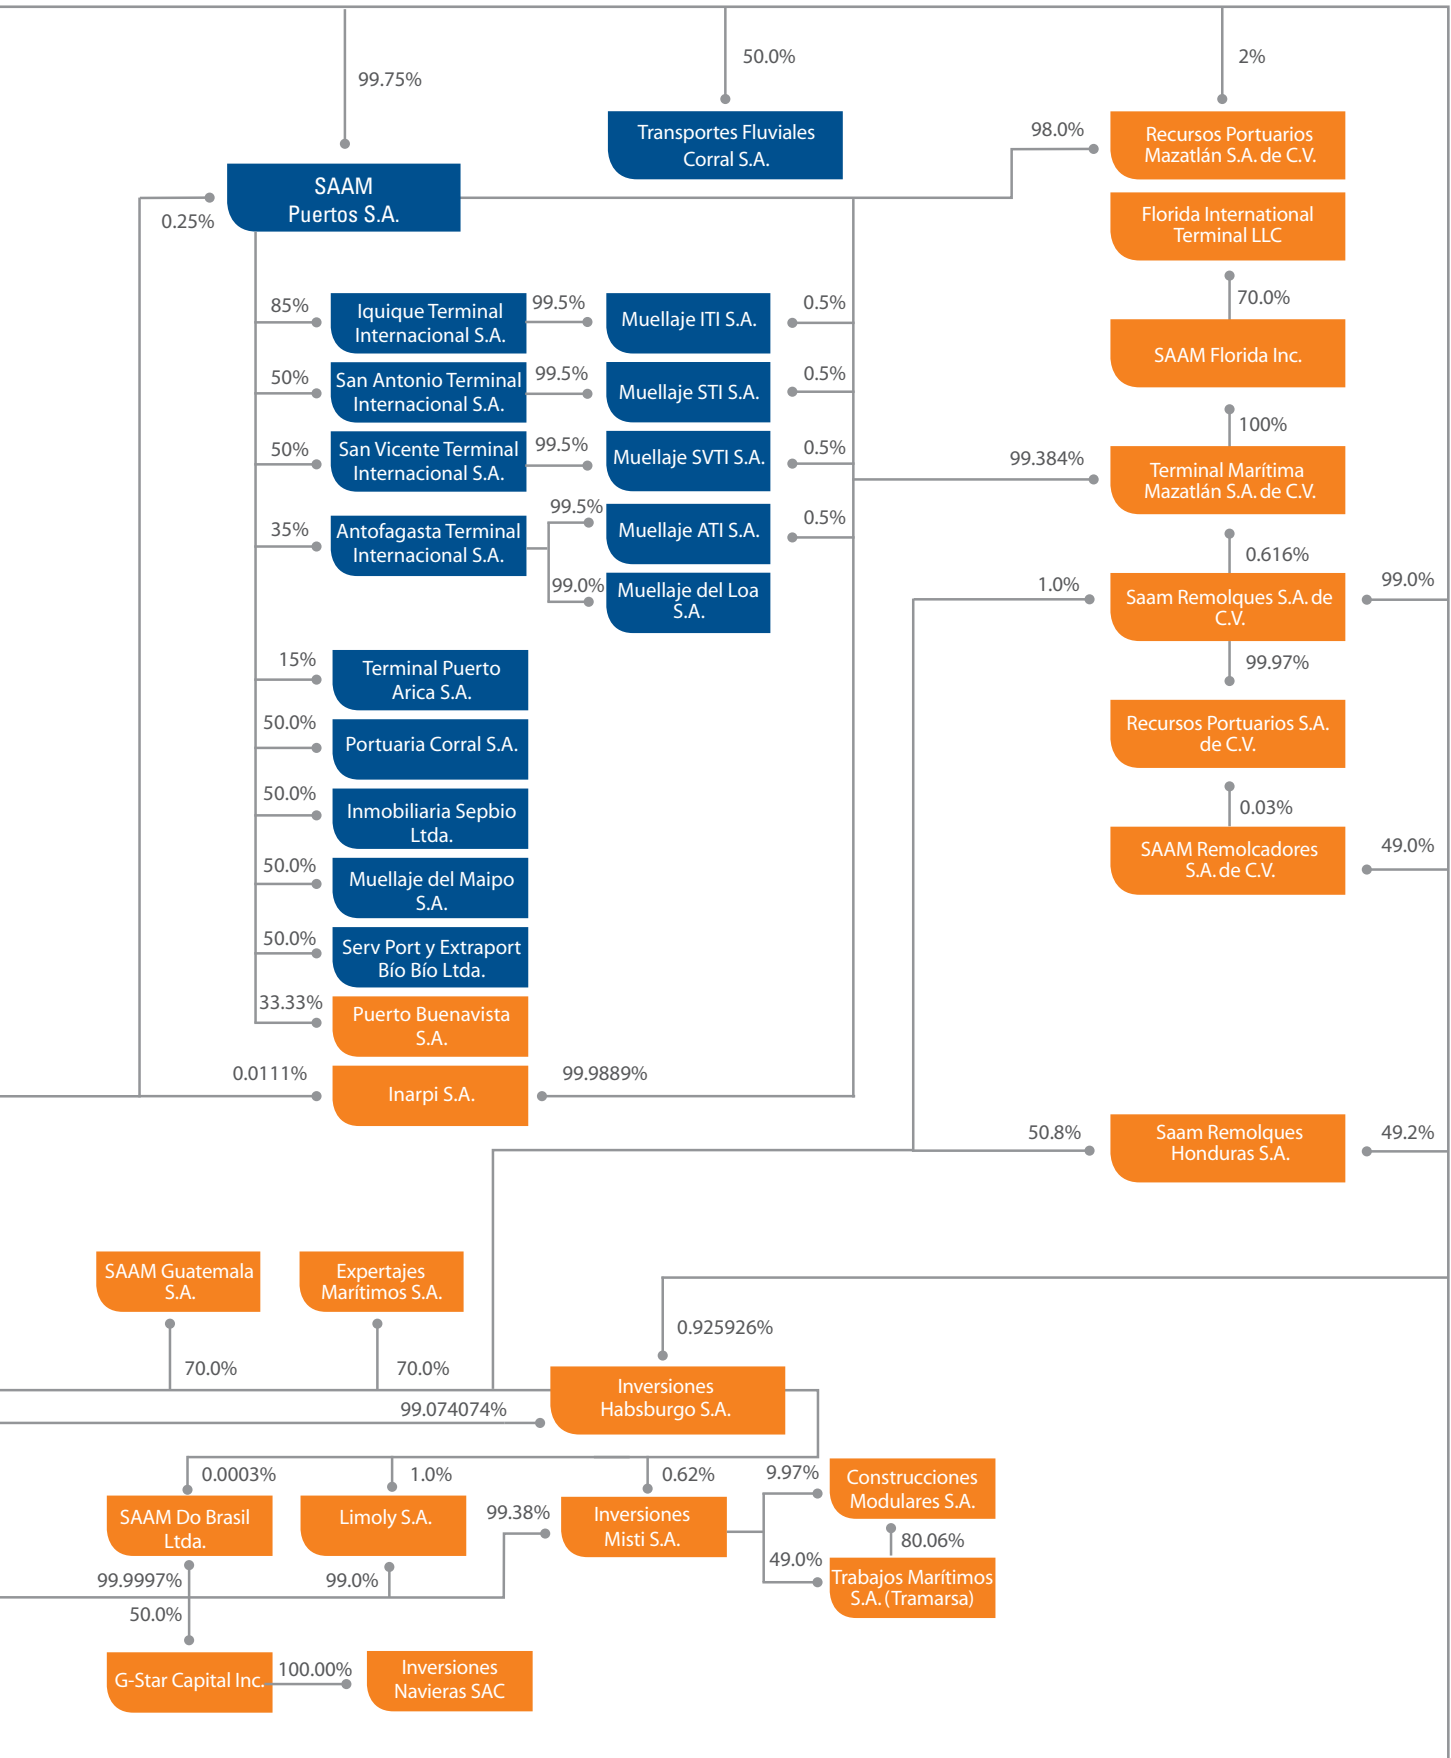 50.0%
2%
99.75%
Transportes Fluviales
Corral S.A.
98.0%
Recursos Portuarios
Mazatlán S.A. de C.V.
SAAM
Puertos S.A.
0.25%
Florida International
Terminal LLC
70.0%
85%
Iquique Terminal
Internacional S.A.
99.5%
Muellaje ITI S.A.
0.5%
SAAM Florida Inc.
50%
San Antonio Terminal
Internacional S.A.
99.5%
Muellaje STI S.A.
0.5%
100%
50%
San Vicente Terminal
Internacional S.A.
99.5%
Muellaje SVTI S.A.
0.5%
99.384%
Terminal Marítima
Mazatlán S.A. de C.V.
35%
Antofagasta Terminal
Internacional S.A.
99.5%
Muellaje ATI S.A.
0.5%
0.616%
99.0%
Muellaje del Loa
S.A.
1.0%
Saam Remolques S.A. de
C.V.
99.0%
15%
Terminal Puerto
Arica S.A.
99.97%
50.0%
Portuaria Corral S.A.
Recursos Portuarios S.A.
de C.V.
50.0%
Inmobiliaria Sepbio
Ltda.
0.03%
50.0%
Muellaje del Maipo
S.A.
SAAM Remolcadores
S.A. de C.V.
49.0%
50.0%
Serv Port y Extraport
Bío Bío Ltda.
33.33%
Puerto Buenavista
S.A.
0.0111%
Inarpi S.A.
99.9889%
50.8%
Saam Remolques
Honduras S.A.
49.2%
SAAM Guatemala
S.A.
Expertajes
Marítimos S.A.
0.925926%
70.0%
70.0%
Inversiones
Habsburgo S.A.
99.074074%
0.0003%
1.0%
0.62%
9.97%
Construcciones
Modulares S.A.
SAAM Do Brasil
Ltda.
Limoly S.A.
99.38%
Inversiones
Misti S.A.
80.06%
49.0%
Trabajos Marítimos
S.A. (Tramarsa)
99.9997%
99.0%
50.0%
G-Star Capital Inc.
100.00%
Inversiones
Navieras SAC